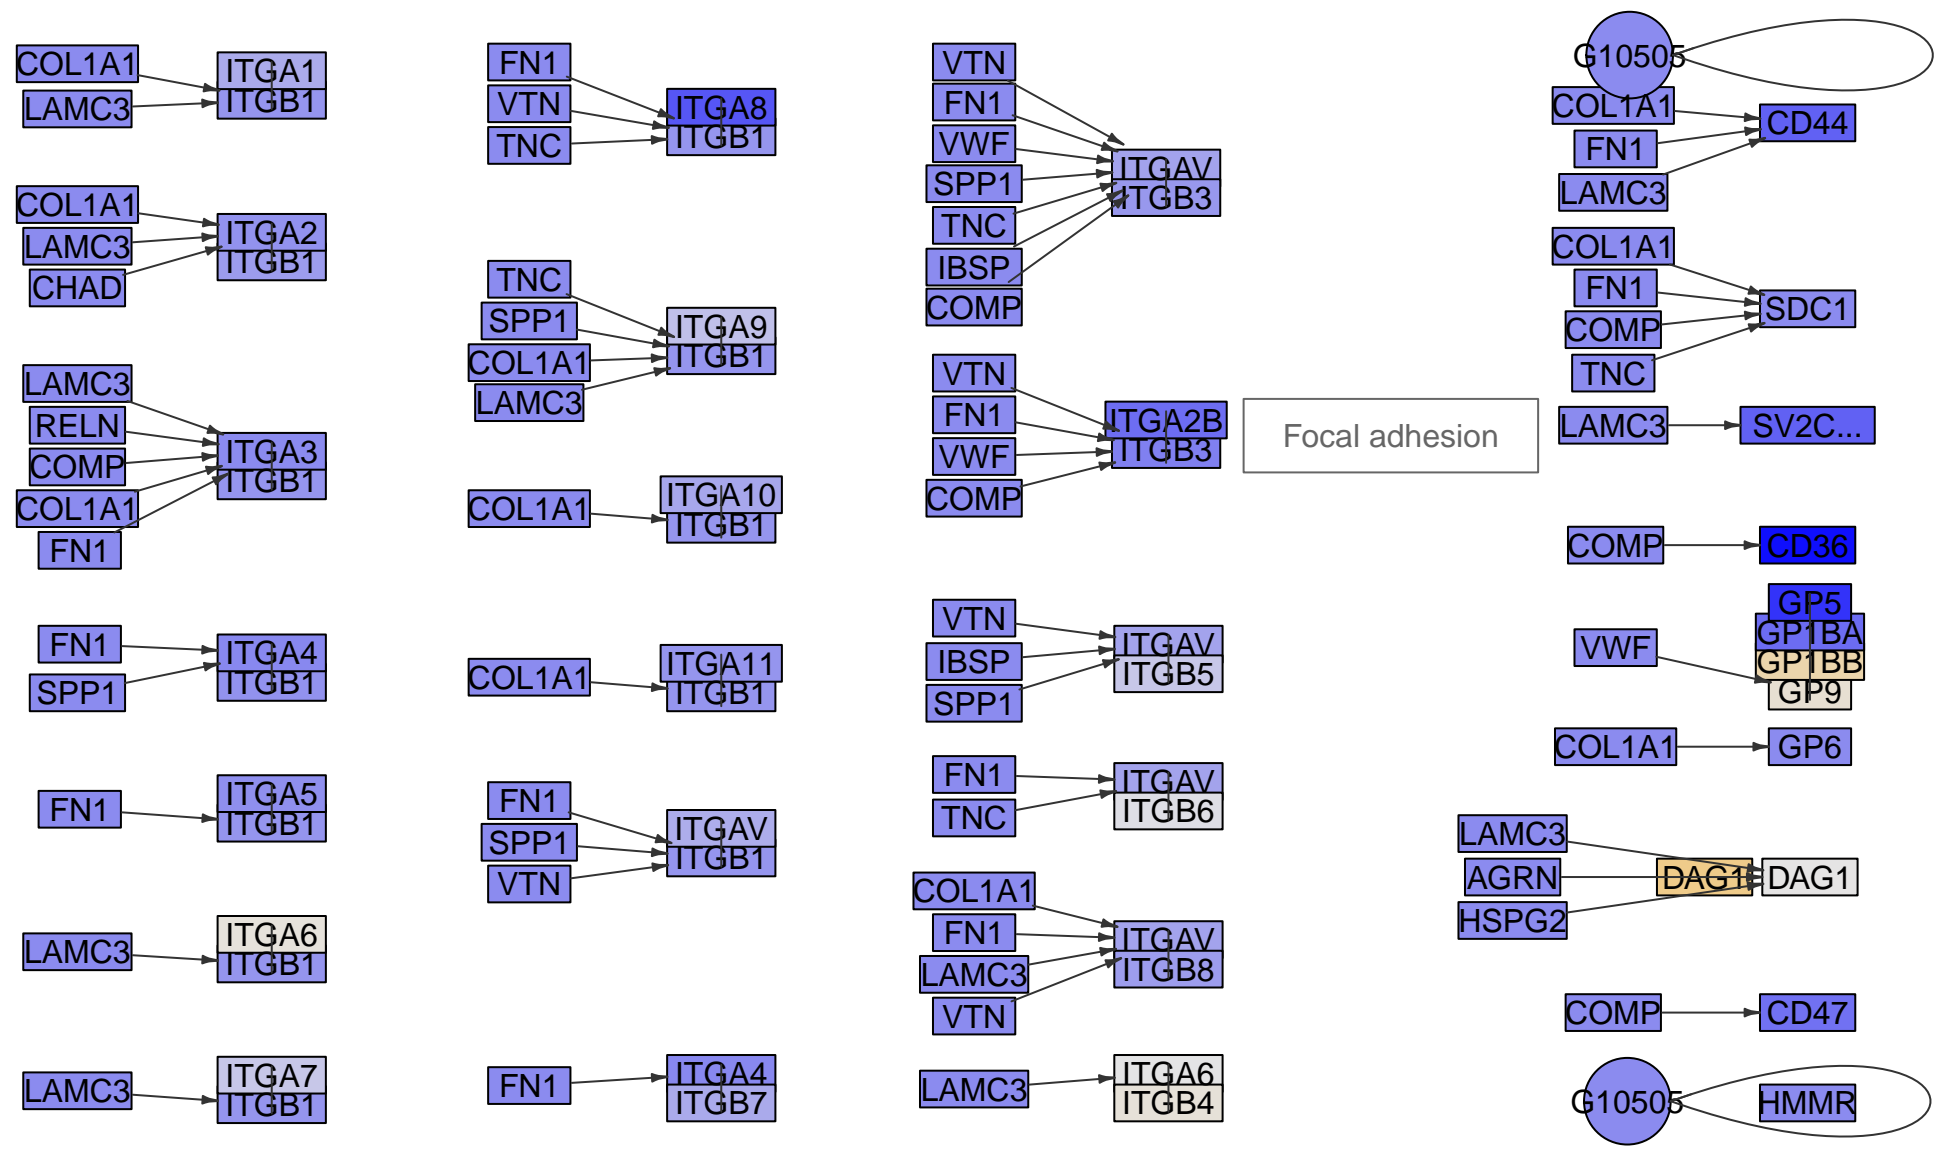 COL1A1
LAMC3
ITGA1
ITGB1
COL1A1
LAMC3
CHAD
ITGA2
ITGB1
LAMC3
RELN
COMP
COL1A1
FN1
ITGA3
ITGB1
FN1
SPP1
ITGA4
ITGB1
FN1
ITGA5
ITGB1
LAMC3
ITGA6
ITGB1
LAMC3
ITGA7
ITGB1
FN1
VTN
TNC
ITGA8
ITGB1
TNC
SPP1
COL1A1
LAMC3
ITGA9
ITGB1
COL1A1
ITGA10
ITGB1
COL1A1
ITGA11
ITGB1
FN1
SPP1
VTN
ITGAV
ITGB1
FN1
ITGA4
ITGB7
VTN
FN1
VWF
SPP1
TNC
IBSP
COMP
ITGAV
ITGB3
VTN
FN1
VWF
COMP
ITGA2B
ITGB3
VTN
IBSP
SPP1
ITGAV
ITGB5
FN1
TNC
ITGAV
ITGB6
COL1A1
FN1
LAMC3
VTN
ITGAV
ITGB8
LAMC3
ITGA6
ITGB4
Focal adhesion
G10505
COL1A1
FN1
LAMC3
CD44
COL1A1
FN1
COMP
TNC
SDC1
LAMC3
SV2C...
COMP
CD36
VWF
GP5
GP1BA
GP1BB
GP9
COL1A1
GP6
LAMC3
AGRN
HSPG2
DAG1
DAG1
COMP
CD47
G10505
HMMR